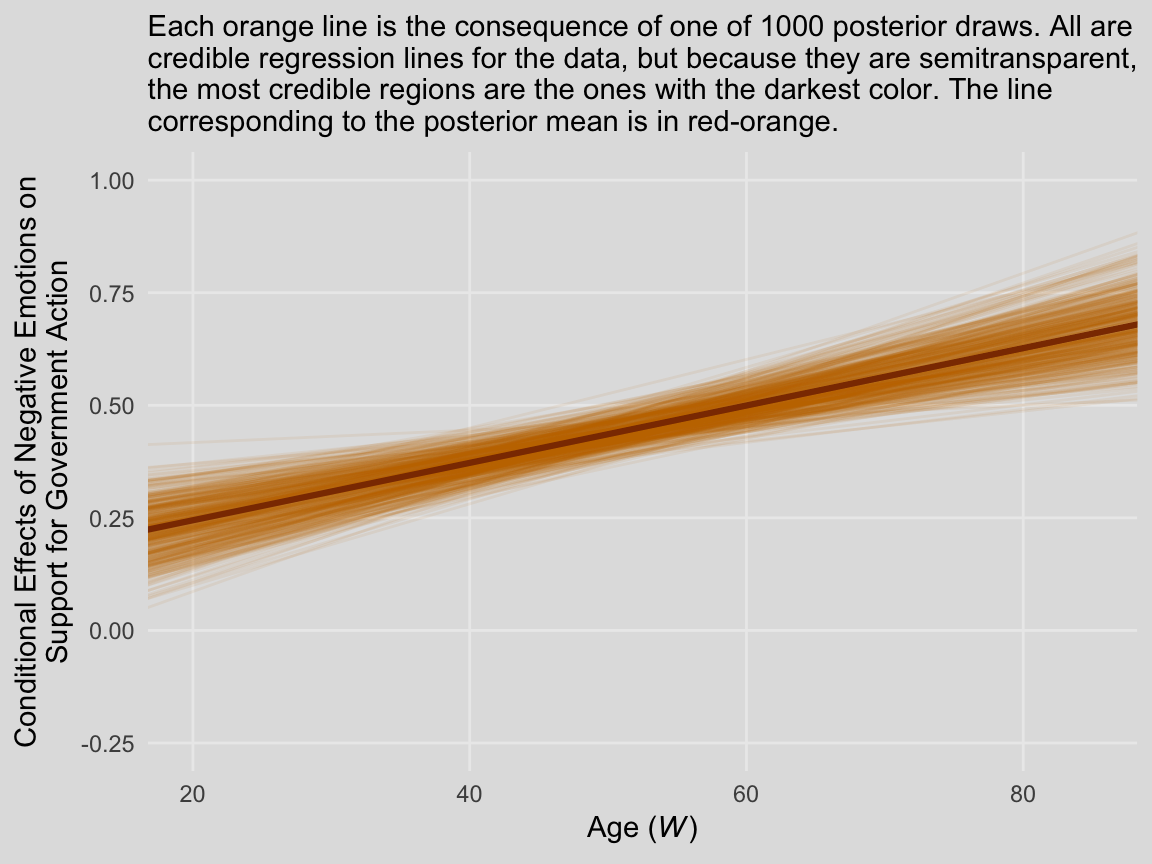 Each orange line is the consequence of one of 1000 posterior draws. All are
credible regression lines for the data, but because they are semitransparent,
the most credible regions are the ones with the darkest color. The line
corresponding to the posterior mean is in red-orange.
Conditional Effects of Negative Emotions on
Support for Government Action
1.00
0.75
0.50
0.25
0.00
-0.25
20 40 60 80
Age (W)